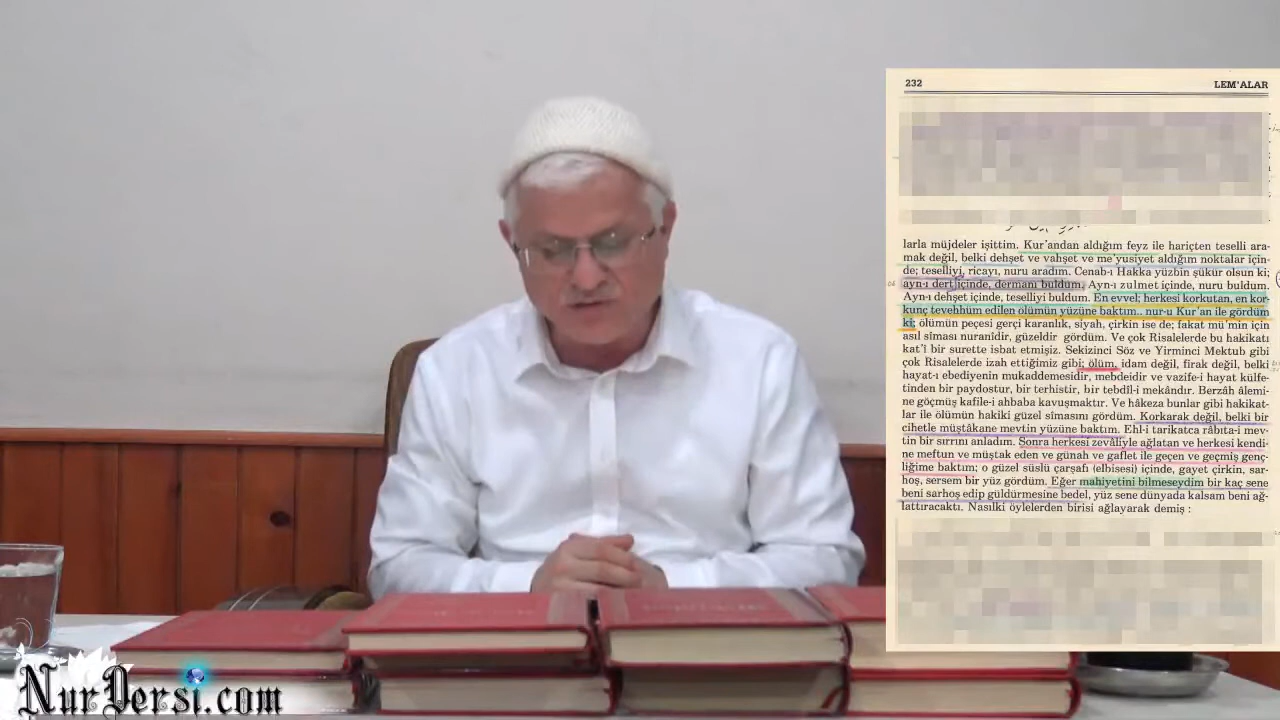 232
LEM'ALAR
larla müjdeler işittim. Kur'andan aldığım feyz ile hariçten teselli ara-
mak değil, belki dehşet ve vahşet ve me'yusiyet aldığım noktalar için-
de; teselliyi, ricayı, nuru aradım. Cenab-ı Hakka yüzbin şükür olsun ki;
ayn-ı dert içinde, dermanı buldum. Ayn-ı zulmet içinde, nuru buldum.
Ayn-ı dehşet içinde, teselliyi buldum. En evvel; herkesi korkutan, en kor-
kunç tevehhüm edilen ölümün yüzüne baktım.. nur-u Kur'an ile gördüm
ki; ölümün peçesi gerçi karanlık, siyah, çirkin ise de; fakat mü'min için
asıl sîması nuranidir, güzeldir gördüm. Ve çok Risalelerde bu hakikatı
kat'î bir surette isbat etmişiz. Sekizinci Söz ve Yirminci Mektub gibi
çok Risalelerde izah ettiğimiz gibi; ölüm idam değil, firak değil, belki
hayat-ı ebediyenin mukaddemesidir, mebdeidir ve vazife-i hayat külfe-
tinden bir paydostur, bir terhistir, bir tebdîl-i mekândır. Berzâh âlemi-
ne göçmüş kafile-i ahbaba kavuşmaktır. Ve hâkeza bunlar gibi hakikat-
lar ile ölümün hakiki güzel sîmasını gördüm. Korkarak değil, belki bir
cihetle müştâkane mevtin yüzüne baktım. Ehl-i tarikatca râbıta-i mev-
tin bir sırrını anladım. Sonra herkesi zevâliyle ağlatan ve herkesi kendi-
ne meftun ve müştak eden ve günah ve gaflet ile geçen ve geçmiş genç-
liğime baktım; o güzel süslü çarşafı (elbisesi) içinde, gayet çirkin, sar-
hoş, sersem bir yüz gördüm. Eğer mahiyetini bilmeseydim bir kaç sene
beni sarhoş edip güldürmesine bedel, yüz sene dünyada kalsam beni ağ-
lattıracaktı. Nasılki öylelerden birisi ağlayarak demiş :
NurDersi.com